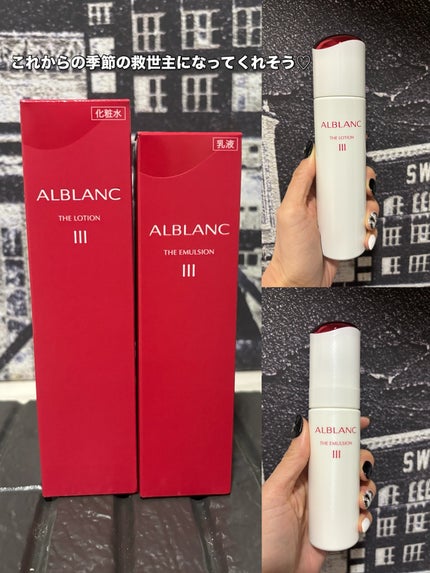 これからの季節の救世主になってくれそう♡
化粧水
ALBLANC
THE LOTION
III
乳液
ALBLANC
THE EMULSION
III
ALBLANC
THE LOTION
III
SW
ALBLANC
THE EMULSION
III
SW